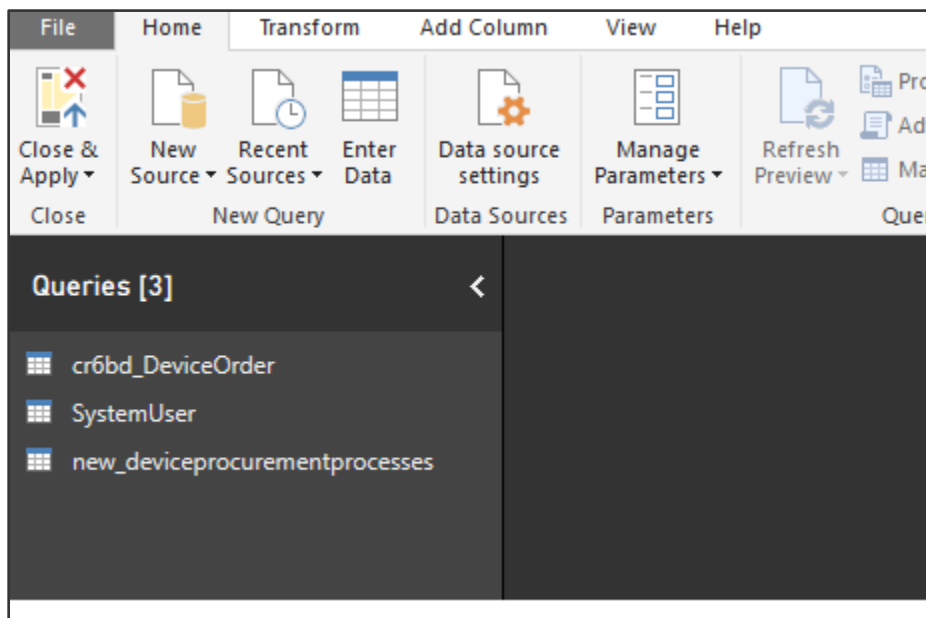 File Home Transform Add Column View Help
Close & New Recent Enter Data source Manage Refresh
Apply Source Sources Data settings Parameters Preview
Close New Query Data Sources Parameters
Queries [3]
cr6bd_DeviceOrder
SystemUser
new_deviceprocurementprocesses